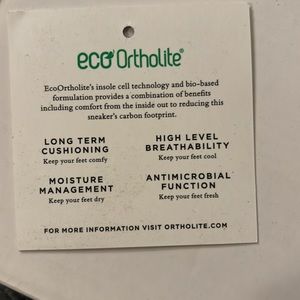 eco Ortholite®
EcoOrtholite's insole cell technology and bio-based
formulation provides a combination of benefits
including comfort from the inside out to reducing this
sneaker's carbon footprint.
LONG TERM
CUSHIONING
Keep your feet comfy
HIGH LEVEL
BREATHABILITY
Keep your feet cool
MOISTURE
MANAGEMENT
Keep your feet dry
ANTIMICROBIAL
FUNCTION
Keep your feet fresh
FOR MORE INFORMATION VISIT ORTHOLITE.COM